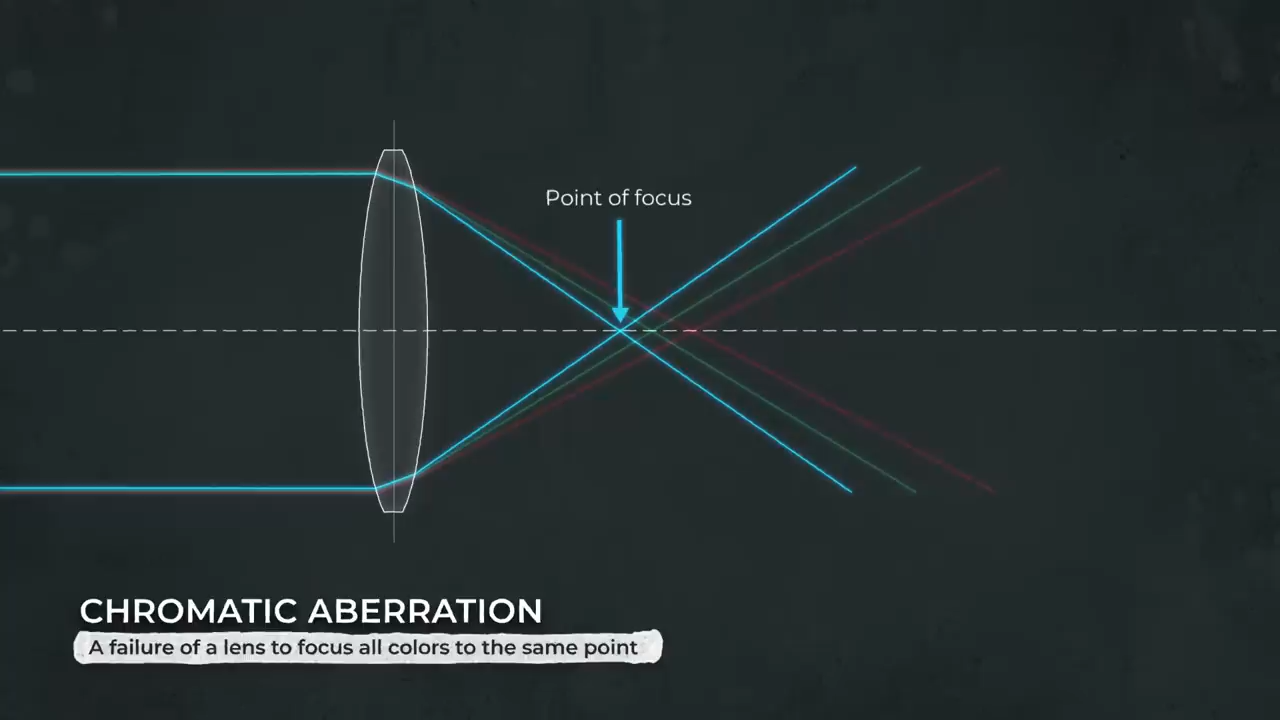 Point of focus
CHROMATIC ABERRATION
A failure of a lens to focus all colors to the same point